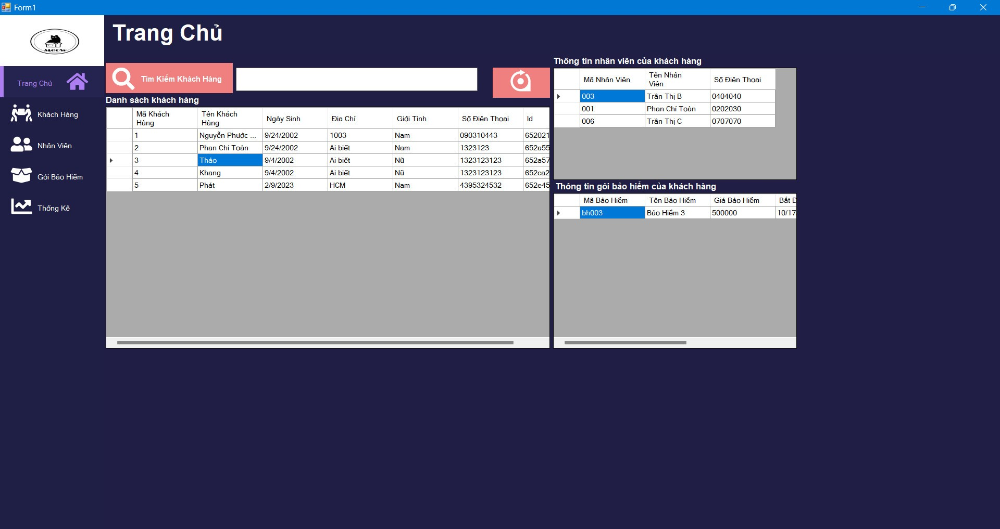 Form1
Trang Chủ
MeoW
Trang Chủ
Khách Hàng
Nhân Viên
Gói Bảo Hiểm
Thống Kê
Tìm Kiếm Khách Hàng
Danh sách khách hàng
Mã Khách Hàng Tên Khách Hàng Ngày Sinh Địa Chỉ Giới Tính Số Điện Thoại Id
1 Nguyễn Phước ... 9/24/2002 1003 Nam 090310443 652021
2 Phan Chí Toàn 9/24/2002 Ai biết Nam 1323123 652a55
3 Thảo 9/4/2002 Ai biết Nữ 1323123123 652a57
4 Khang 9/4/2002 Ai biết Nữ 1323123123 652ca2
5 Phát 2/9/2023 HCM Nam 4395324532 652e45
Thông tin nhân viên của khách hàng
Mã Nhân Viên Tên Nhân Viên Số Điện Thoại
003 Trần Thị B 0404040
001 Phan Chí Toàn 0202030
006 Trần Thị C 0707070
Thông tin gói bảo hiểm của khách hàng
Mã Bảo Hiểm Tên Bảo Hiểm Giá Bảo Hiểm Bắt Đ
bh003 Bảo Hiểm 3 500000 10/17